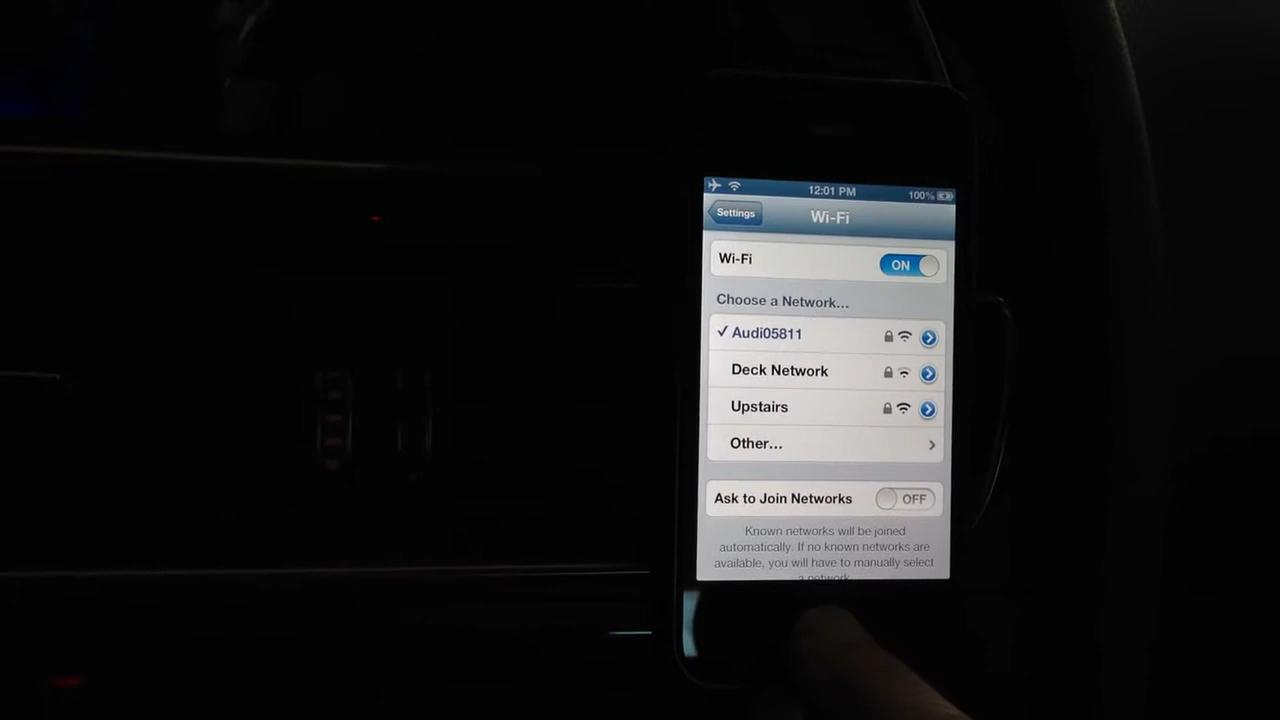 12:01 PM 100%
Settings Wi-Fi
Wi-Fi ON
Choose a Network...
✓ Audi05811
Deck Network
Upstairs
Other...
Ask to Join Networks OFF
Known networks will be joined
automatically. If no known networks are
available, you will have to manually select
a network.